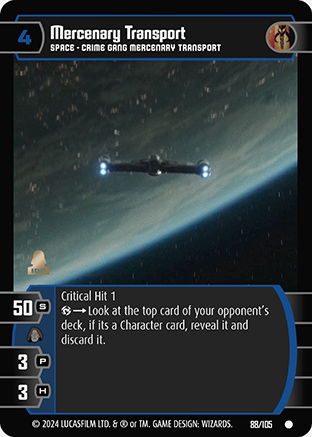 4
Mercenary Transport
SPACE - CRIME GANG MERCENARY TRANSPORT
50 S
3 P
3 H
Critical Hit 1
→Look at the top card of your opponent's
deck, if its a Character card, reveal it and
discard it.
© 2024 LUCASFILM LTD. & ® or TM. GAME DESIGN: WIZARDS.
88/105